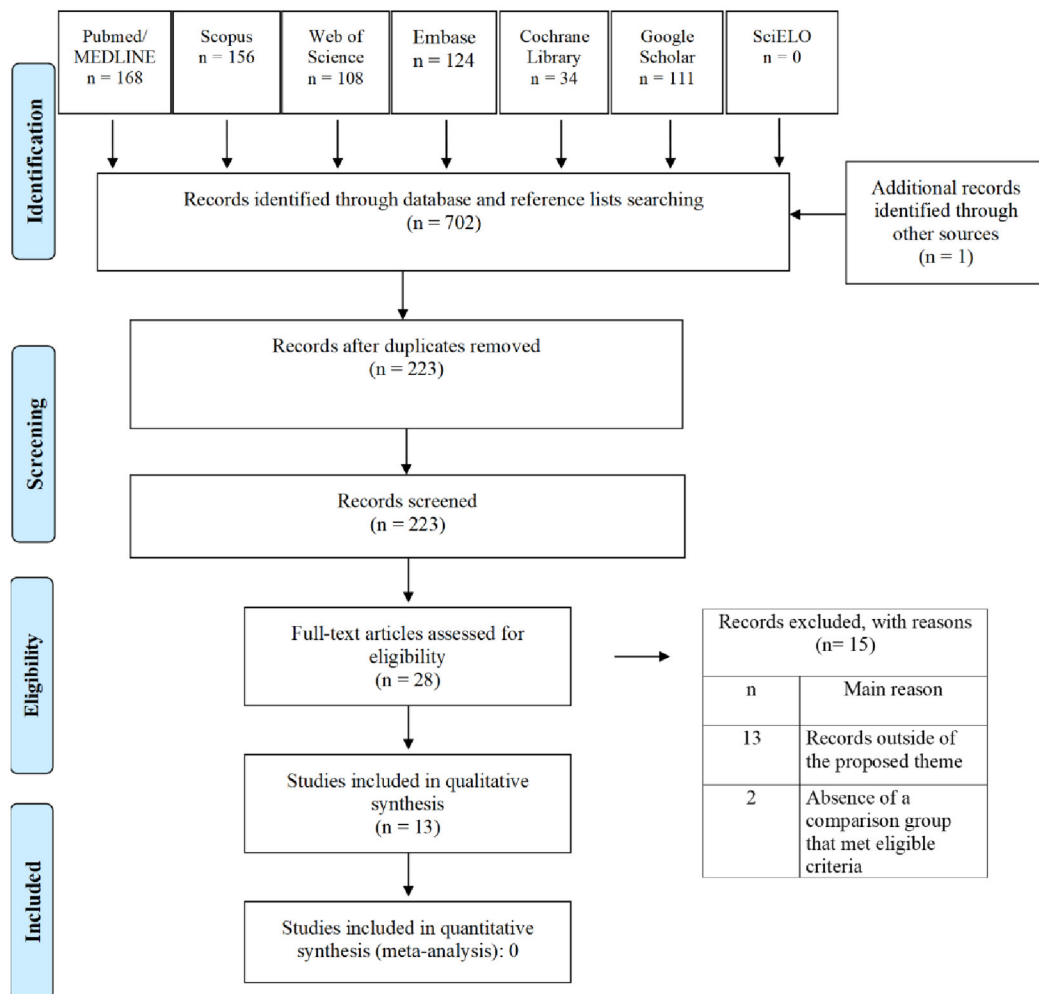 Pubmed/
MEDLINE
n = 168
Scopus
n = 156
Web of
Science
n = 108
Embase
n = 124
Cochrane
Library
n = 34
Google
Scholar
n = 111
SciELO
n = 0
Identification
Records identified through database and reference lists searching
(n = 702)
Additional records
identified through
other sources
(n = 1)
Screening
Records after duplicates removed
(n = 223)
Records screened
(n = 223)
Eligibility
Full-text articles assessed for
eligibility
(n = 28)
Records excluded, with reasons
(n= 15)
n
Main reason
13
Records outside of
the proposed theme
2
Absence of a
comparison group
that met eligible
criteria
Studies included in qualitative
synthesis
(n = 13)
Included
Studies included in quantitative
synthesis (meta-analysis): 0